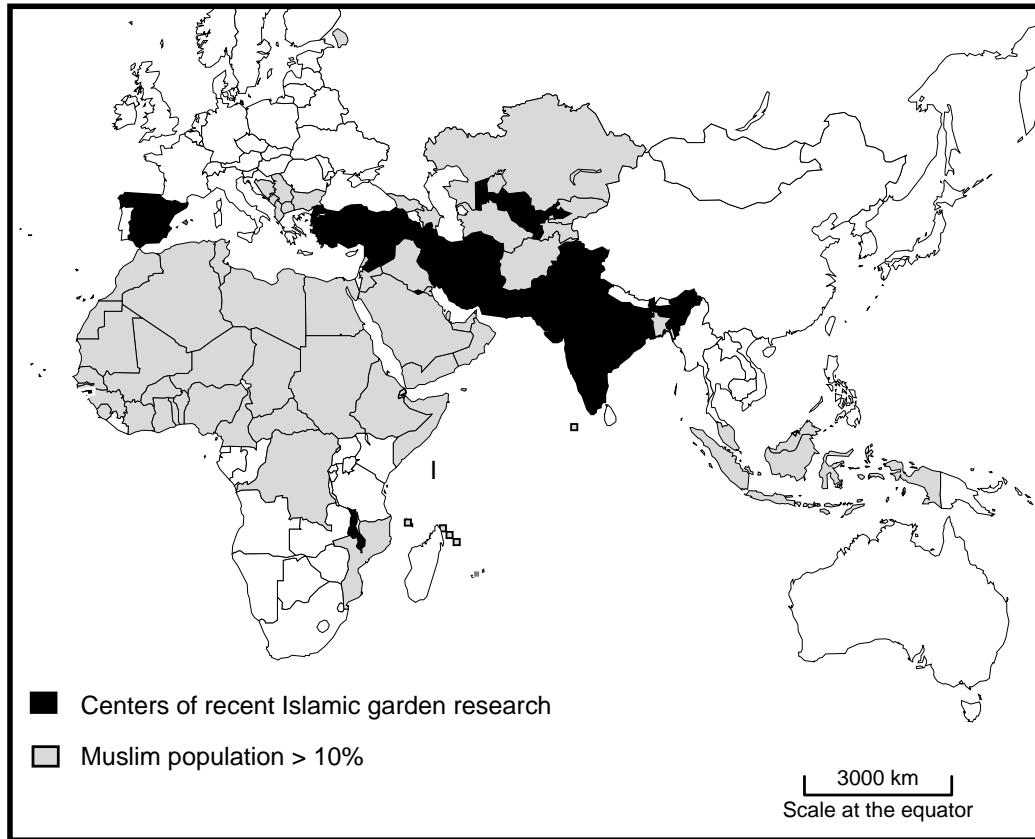 Centers of recent Islamic garden research
Muslim population > 10%
3000 km
Scale at the equator